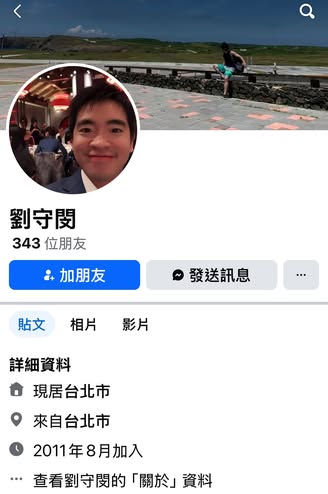 劉守閔
343 位朋友
加朋友
發送訊息
貼文
相片
影片
詳細資料
現居台北市
來自台北市
2011年8月加入
查看劉守閔的「關於」資料